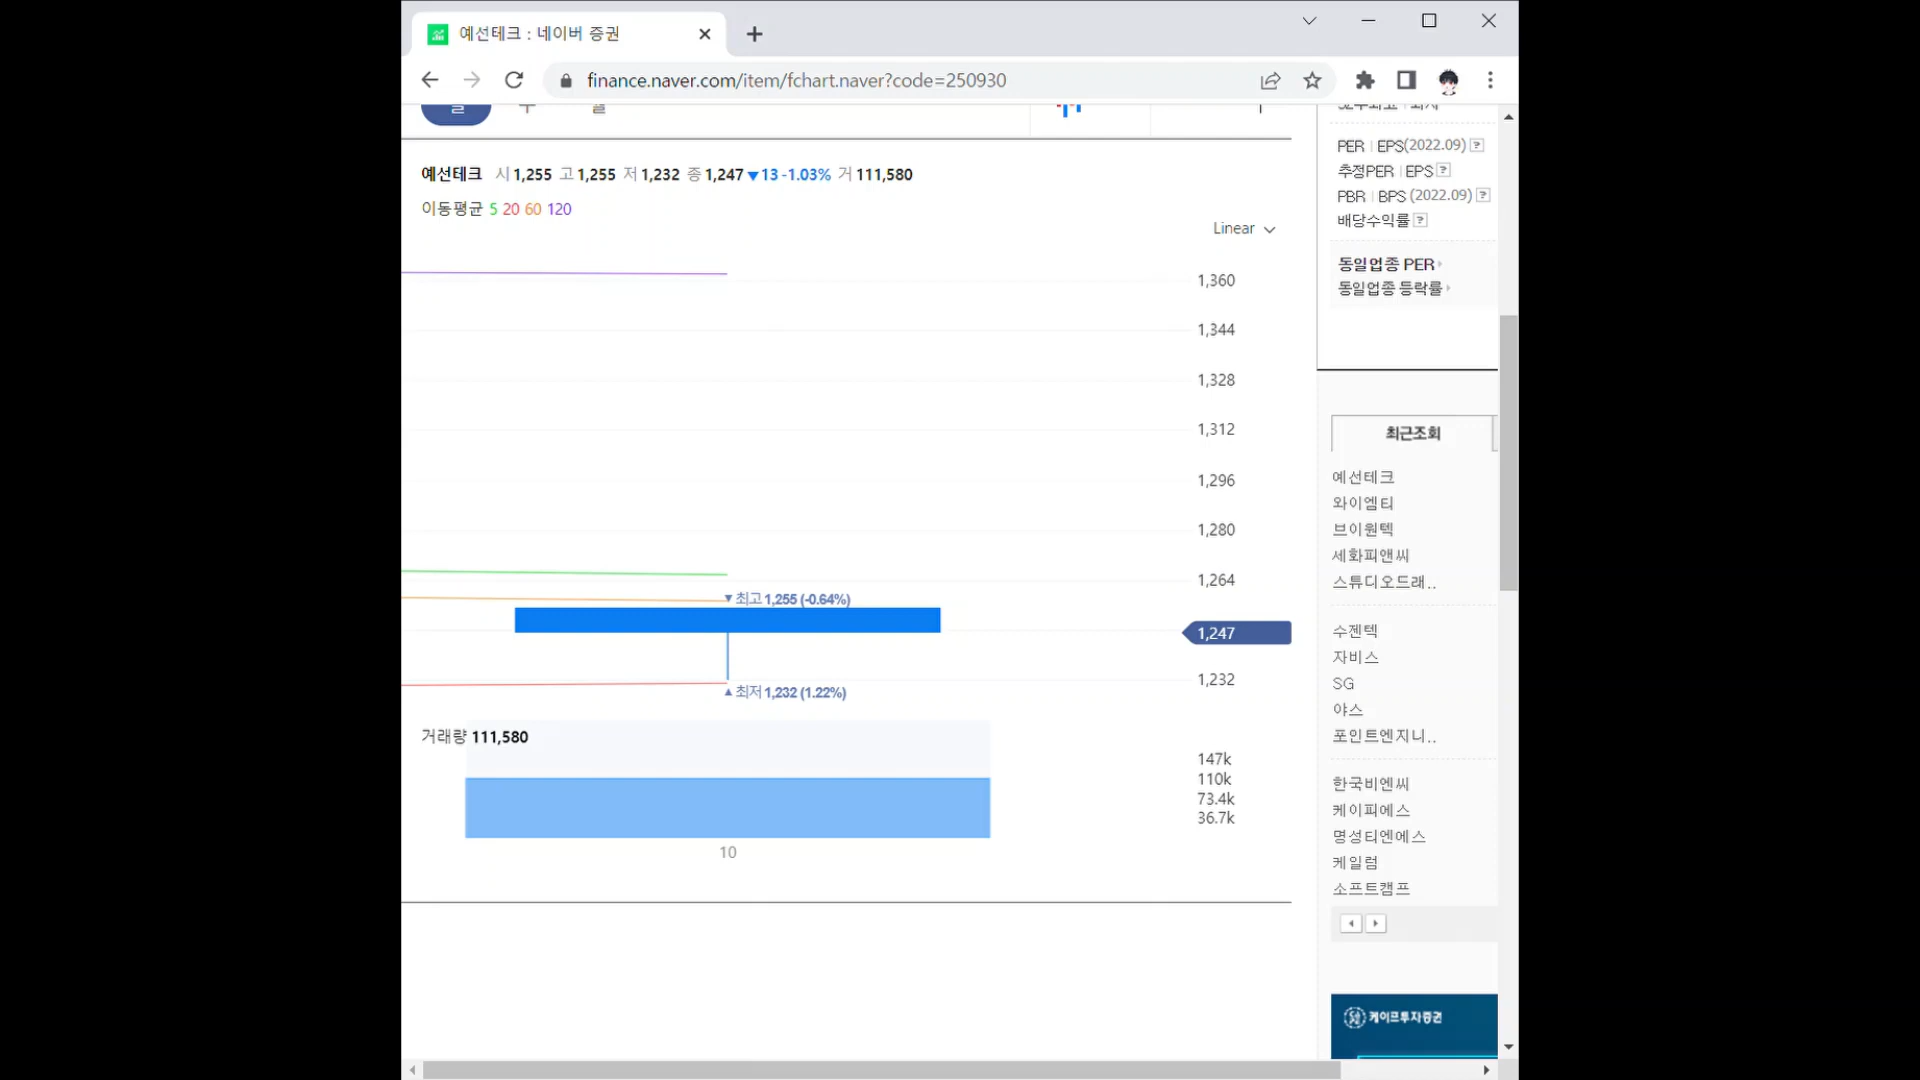 예선테크 : 네이버 증권
finance.naver.com/item/fchart.naver?code=250930
예선테크 시 1,255 고 1,255 저 1,232 종 1,247 ▼13 -1.03% 거 111,580
이동평균 5 20 60 120
Linear
1,360
1,344
1,328
1,312
1,296
1,280
1,264
1,247
1,232
▼ 최고 1,255 (-0.64%)
▲ 최저 1,232 (1.22%)
거래량 111,580
147k
110k
73.4k
36.7k
10
PER | EPS(2022.09) ?
추정PER | EPS ?
PBR | BPS (2022.09) ?
배당수익률 ?
동일업종 PER
동일업종 등락률
최근조회
예선테크
와이엠티
브이원텍
세화피앤씨
스튜디오드래..
수젠텍
자비스
SG
야스
포인트엔지니..
한국비엔씨
케이피에스
명성티엔에스
케일럼
소프트캠프
케이프투자증권